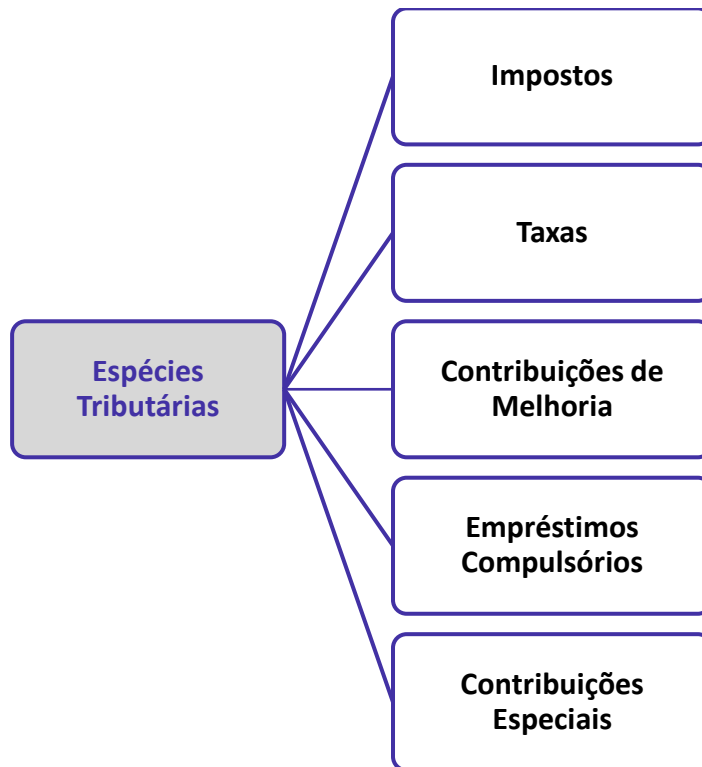 Espécies
Tributárias
Impostos
Taxas
Contribuições de
Melhoria
Empréstimos
Compulsórios
Contribuições
Especiais